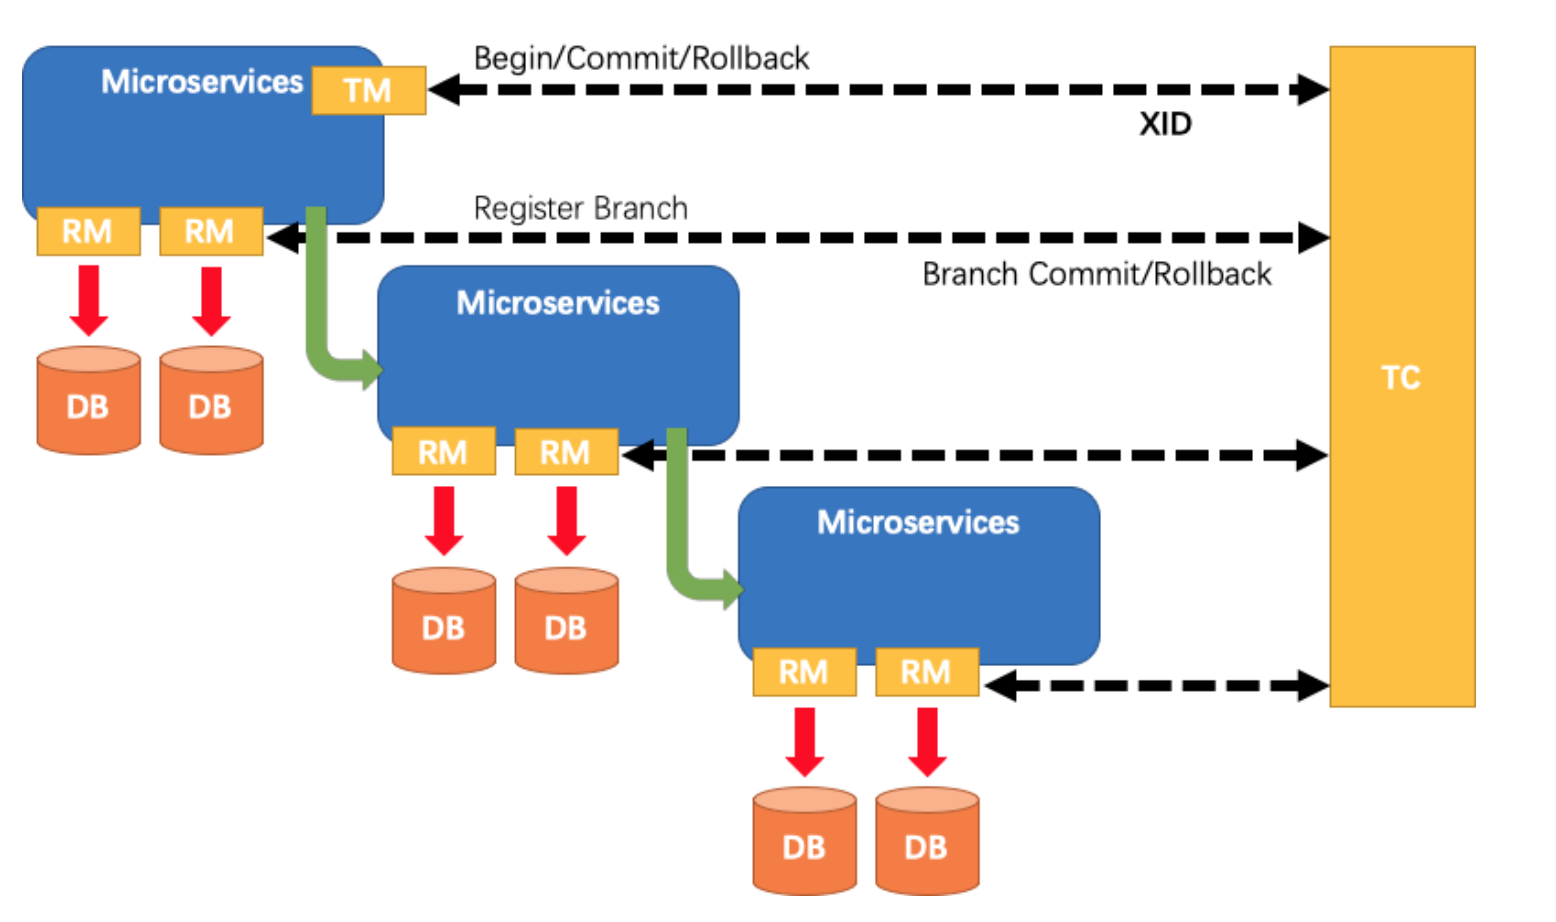 Begin/Commit/Rollback
Microservices
TM
XID
Register Branch
RM
RM
Branch Commit/Rollback
Microservices
TC
DB
DB
RM
RM
Microservices
DB
DB
RM
RM
DB
DB